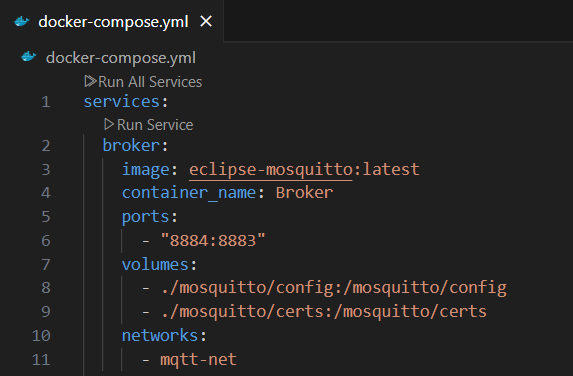 docker-compose.yml
docker-compose.yml
Run All Services
1 services:
Run Service
2 broker:
3 image: eclipse-mosquitto:latest
4 container_name: Broker
5 ports:
6 - "8884:8883"
7 volumes:
8 - ./mosquitto/config:/mosquitto/config
9 - ./mosquitto/certs:/mosquitto/certs
10 networks:
11 - mqtt-net